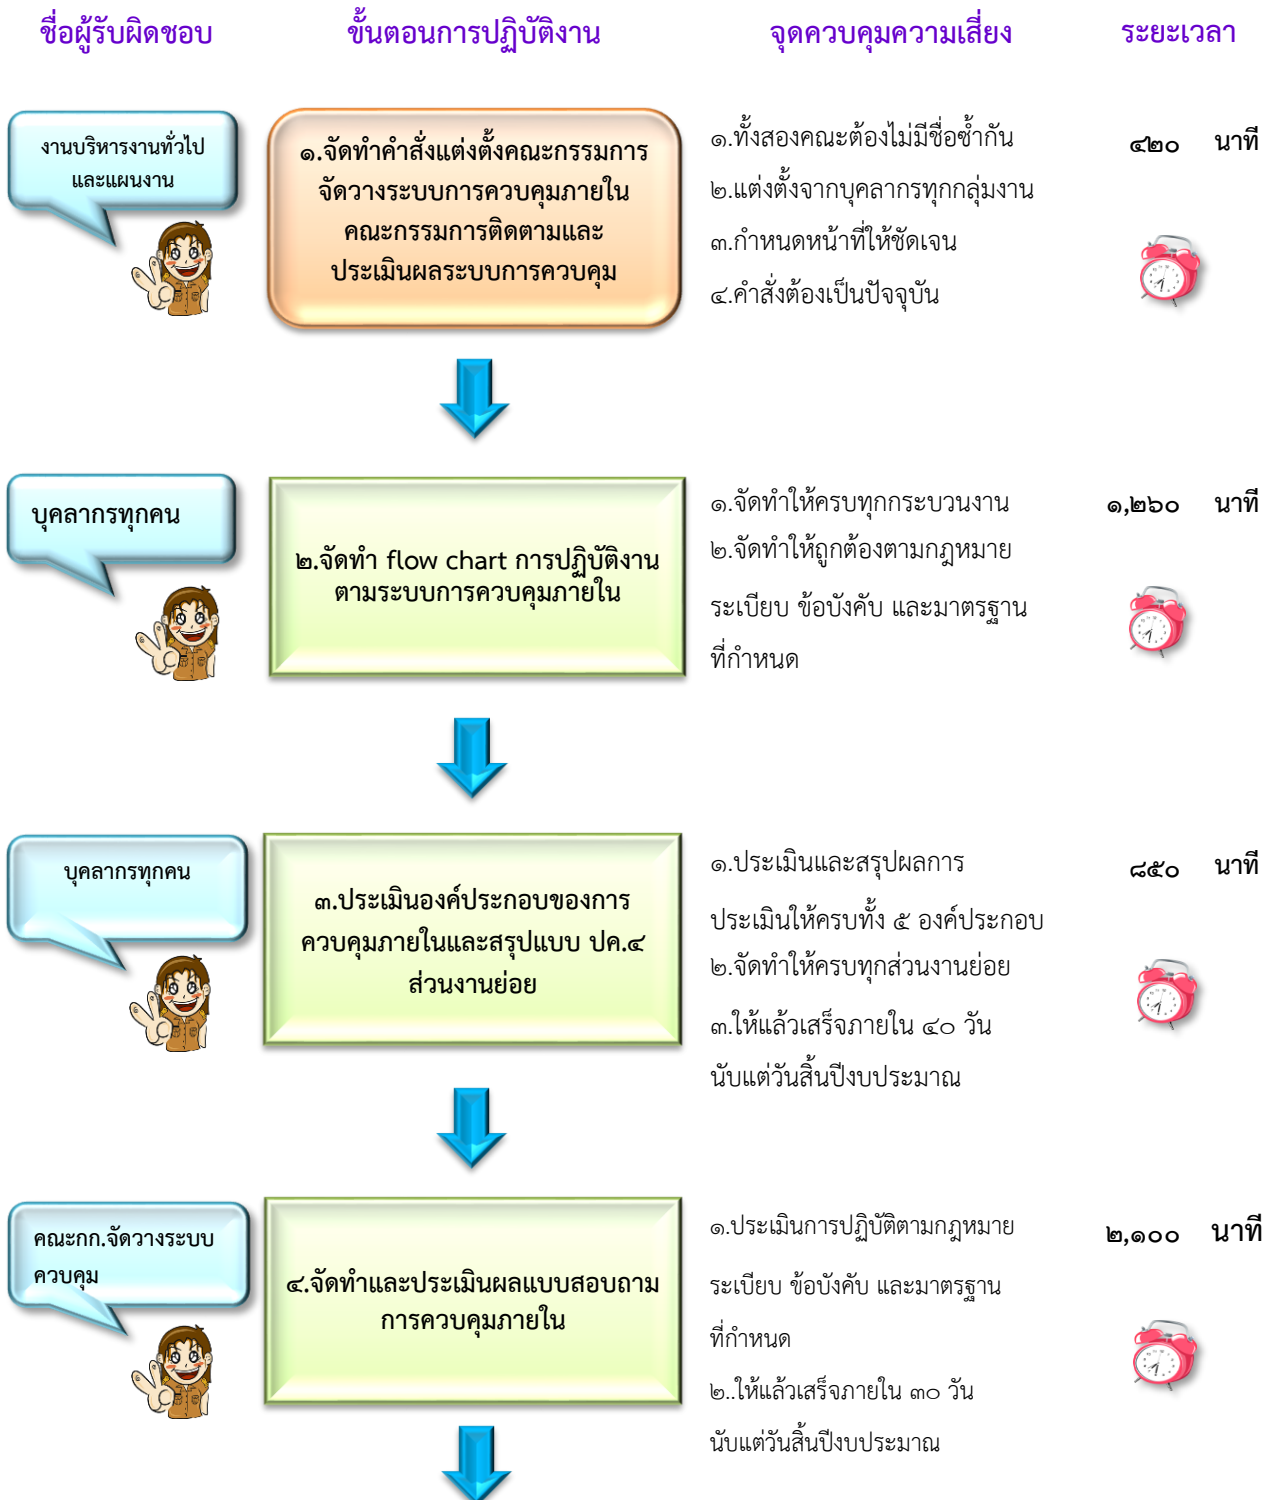 ชื่อผู้รับผิดชอบ ขั้นตอนการปฏิบัติงาน จุดควบคุมความเสี่ยง ระยะเวลา
งานบริหารงานทั่วไป
และแผนงาน
๑.จัดทำคำสั่งแต่งตั้งคณะกรรมการ
จัดวางระบบการควบคุมภายใน
คณะกรรมการติดตามและ
ประเมินผลระบบการควบคุม
๑.ทั้งสองคณะต้องไม่มีชื่อซ้ำกัน
๒.แต่งตั้งจากบุคลากรทุกกลุ่มงาน
๓.กำหนดหน้าที่ให้ชัดเจน
๔.คำสั่งต้องเป็นปัจจุบัน
๔๒๐ นาที
บุคลากรทุกคน
๒.จัดทำ flow chart การปฏิบัติงาน
ตามระบบการควบคุมภายใน
๑.จัดทำให้ครบทุกกระบวนงาน
๒.จัดทำให้ถูกต้องตามกฎหมาย
ระเบียบ ข้อบังคับ และมาตรฐาน
ที่กำหนด
๑,๒๖๐ นาที
บุคลากรทุกคน
๓.ประเมินองค์ประกอบของการ
ควบคุมภายในและสรุปแบบ ปค.๔
ส่วนงานย่อย
๑.ประเมินและสรุปผลการ
ประเมินให้ครบทั้ง ๕ องค์ประกอบ
๒.จัดทำให้ครบทุกส่วนงานย่อย
๓.ให้แล้วเสร็จภายใน ๔๐ วัน
นับแต่วันสิ้นปีงบประมาณ
๘๕๐ นาที
คณะกก.จัดวางระบบ
ควบคุม
๔.จัดทำและประเมินผลแบบสอบถาม
การควบคุมภายใน
๑.ประเมินการปฏิบัติตามกฎหมาย
ระเบียบ ข้อบังคับ และมาตรฐาน
ที่กำหนด
๒..ให้แล้วเสร็จภายใน ๓๐ วัน
นับแต่วันสิ้นปีงบประมาณ
๒,๑๐๐ นาที